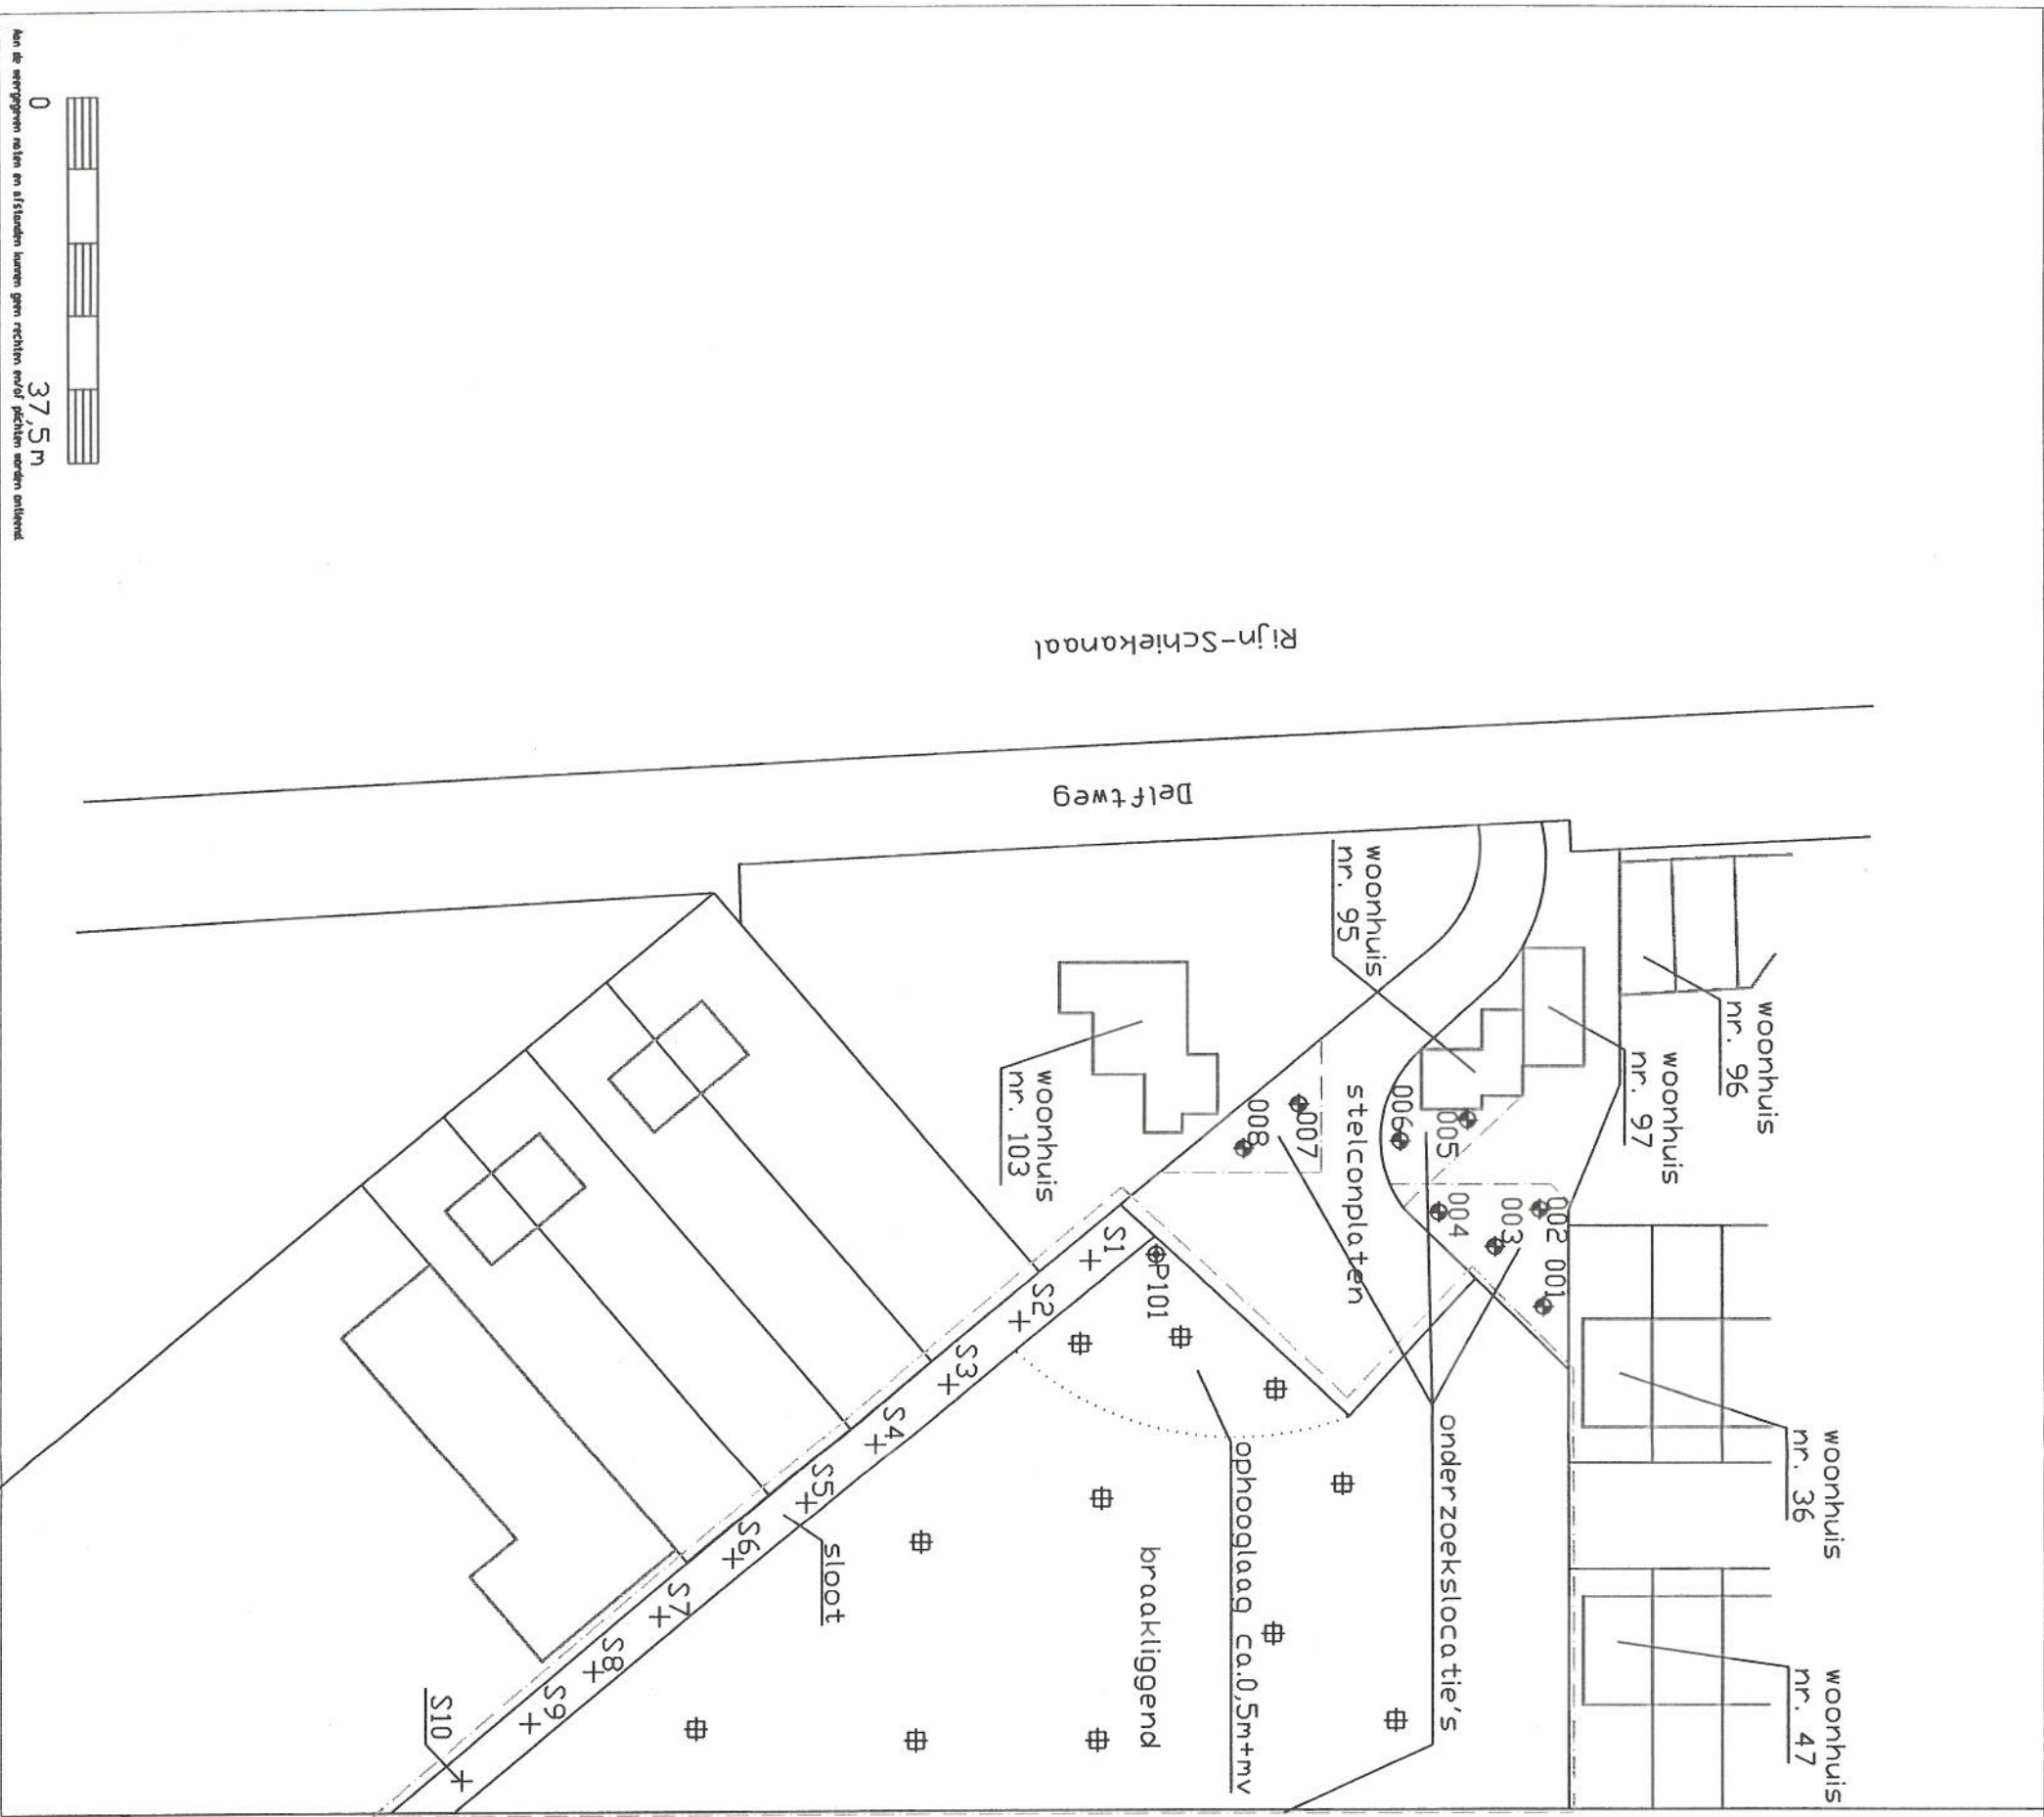 Rijn-Schiekanaal
Delftweg
woonhuis
nr. 96
woonhuis
nr. 97
woonhuis
nr. 95
woonhuis
nr. 103
woonhuis
nr. 36
woonhuis
nr. 47
stelconplaten
001
002
003
004
005
006
007
008
P101
onderzoekslocatie's
ophooglaag ca.0,5m+mv
braakliggend
sloot
S1
S2
S3
S4
S5
S6
S7
S8
S9
S10
0
37,5m
Aan de weergegeven maten en afstanden kunnen geen rechten en/of plichten worden ontleend